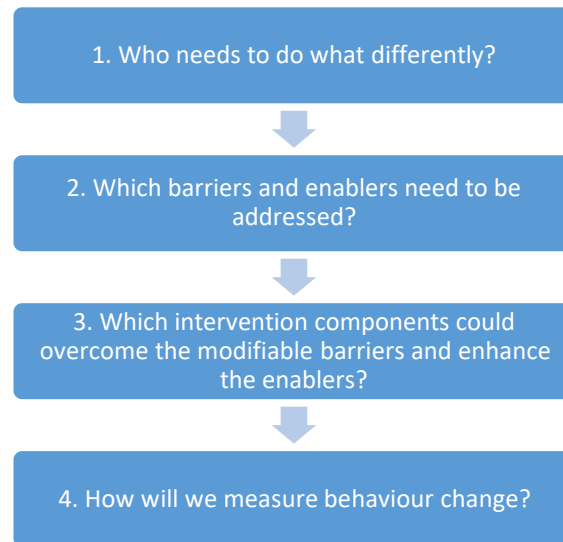 1. Who needs to do what differently?
2. Which barriers and enablers need to be
addressed?
3. Which intervention components could
overcome the modifiable barriers and enhance
the enablers?
4. How will we measure behaviour change?